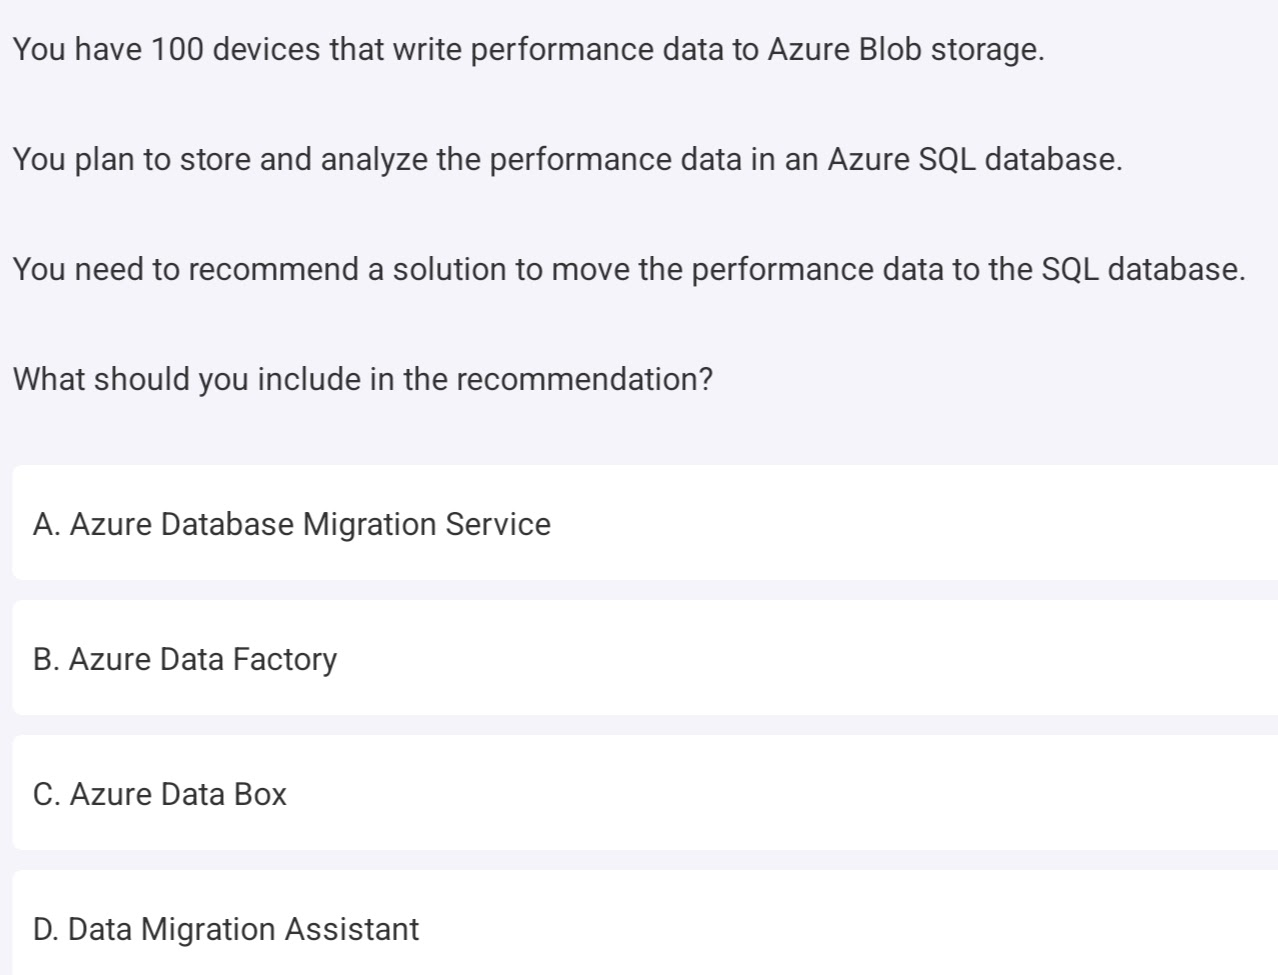 You have 100 devices that write performance data to Azure Blob storage.
You plan to store and analyze the performance data in an Azure SQL database.
You need to recommend a solution to move the performance data to the SQL database.
What should you include in the recommendation?
A. Azure Database Migration Service
B. Azure Data Factory
C. Azure Data Box
D. Data Migration Assistant